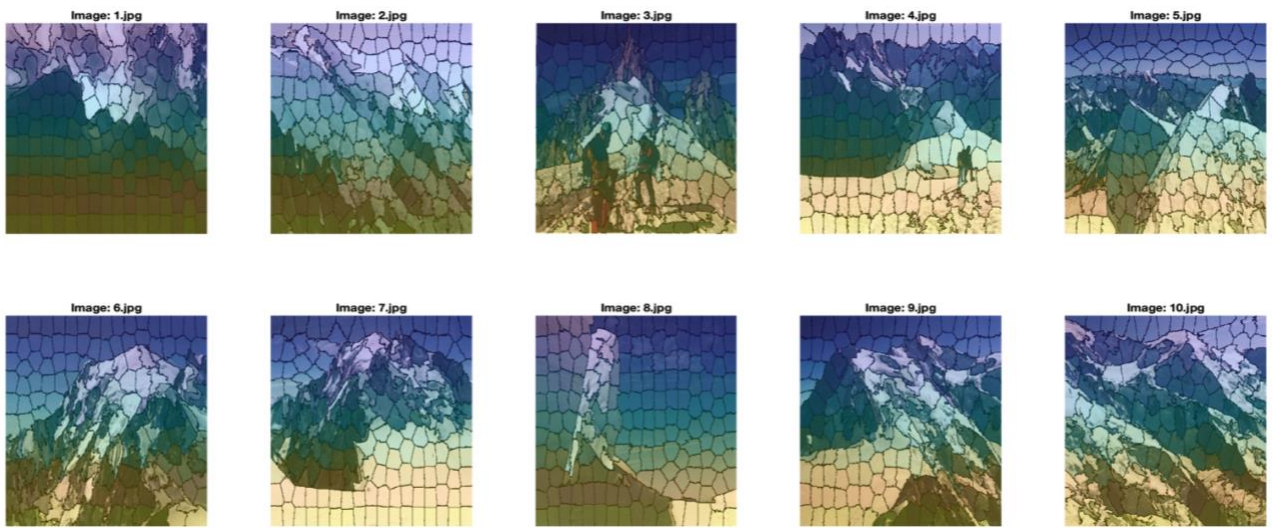 Image: 1.jpg
Image: 2.jpg
Image: 3.jpg
Image: 4.jpg
Image: 5.jpg
Image: 6.jpg
Image: 7.jpg
Image: 8.jpg
Image: 9.jpg
Image: 10.jpg